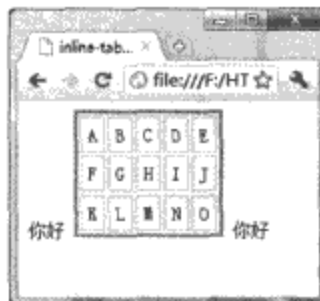 inline-tab...
file:///F:/HT
A B C D E
F G H I J
K L M N O
你好 你好